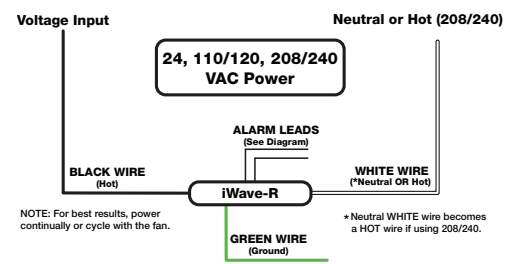 Voltage Input
Neutral or Hot (208/240)
24, 110/120, 208/240
VAC Power
ALARM LEADS
(See Diagram)
BLACK WIRE
(Hot)
WHITE WIRE
(*Neutral OR Hot)
iWave-R
NOTE: For best results, power
continually or cycle with the fan.
* Neutral WHITE wire becomes
a HOT wire if using 208/240.
GREEN WIRE
(Ground)